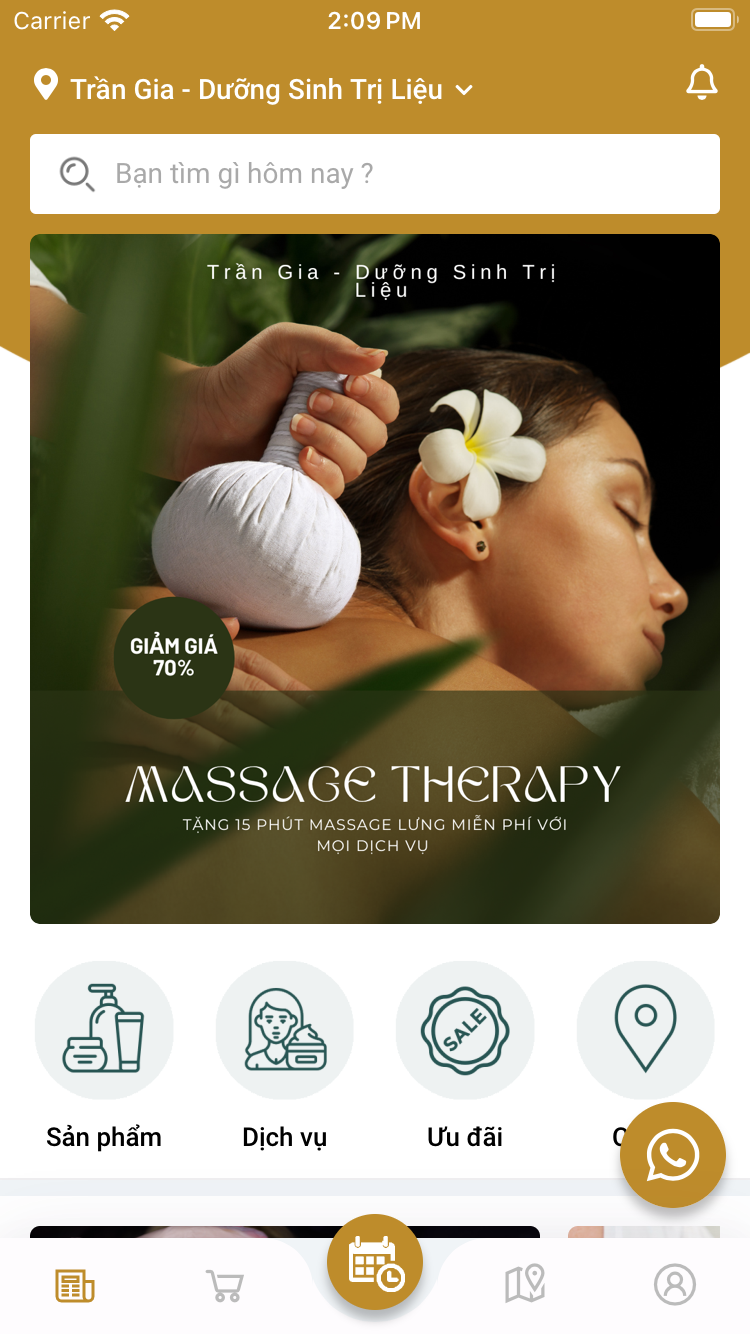 Carrier 2:09 PM
Trần Gia - Dưỡng Sinh Trị Liệu
Bạn tìm gì hôm nay ?
Trần Gia - Dưỡng Sinh Trị
Liệu
GIẢM GIÁ
70%
MASSAGE THERAPY
TẶNG 15 PHÚT MASSAGE LƯNG MIỄN PHÍ VỚI
MỌI DỊCH VỤ
SALE
Sản phẩm Dịch vụ Ưu đãi